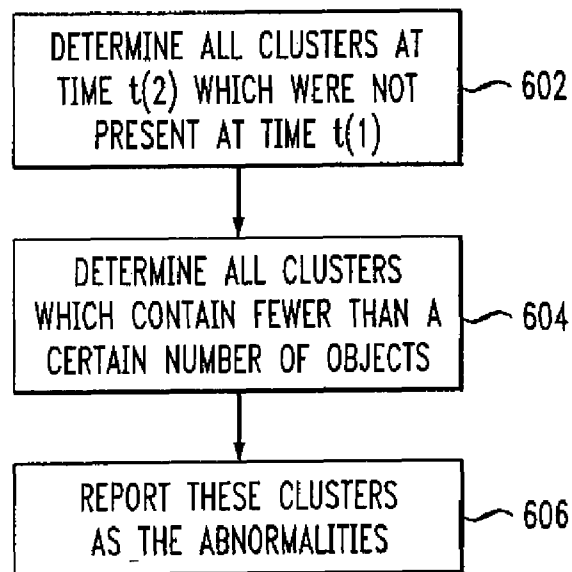 DETERMINE ALL CLUSTERS AT
TIME t(2) WHICH WERE NOT
PRESENT AT TIME t(1)
602
DETERMINE ALL CLUSTERS
WHICH CONTAIN FEWER THAN A
CERTAIN NUMBER OF OBJECTS
604
REPORT THESE CLUSTERS
AS THE ABNORMALITIES
606